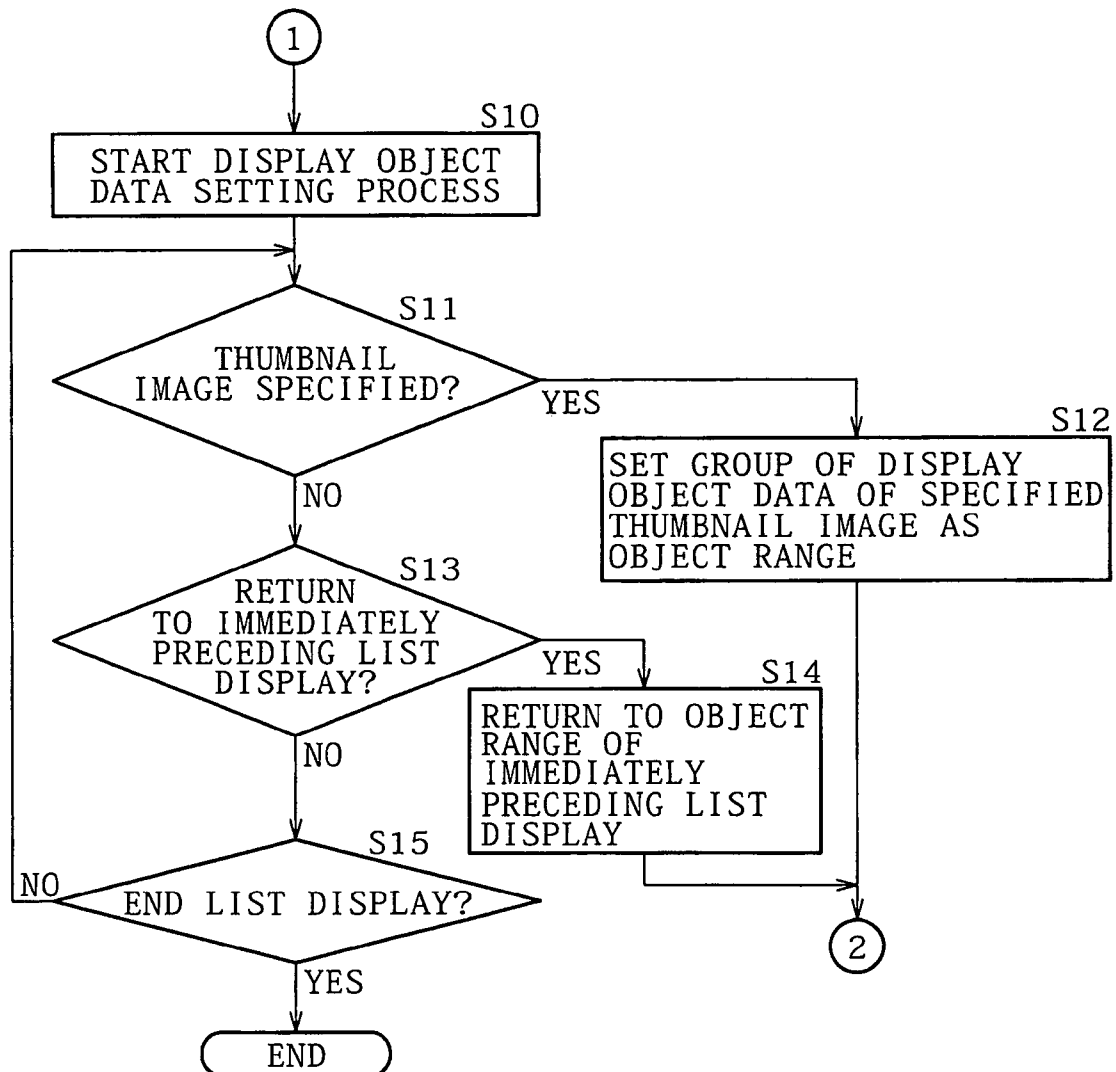 1
S10
START DISPLAY OBJECT
DATA SETTING PROCESS
S11
THUMBNAIL
IMAGE SPECIFIED?
YES
NO
S12
SET GROUP OF DISPLAY
OBJECT DATA OF SPECIFIED
THUMBNAIL IMAGE AS
OBJECT RANGE
S13
RETURN
TO IMMEDIATELY
PRECEDING LIST
DISPLAY?
YES
NO
S14
RETURN TO OBJECT
RANGE OF
IMMEDIATELY
PRECEDING LIST
DISPLAY
S15
END LIST DISPLAY?
NO
YES
2
END